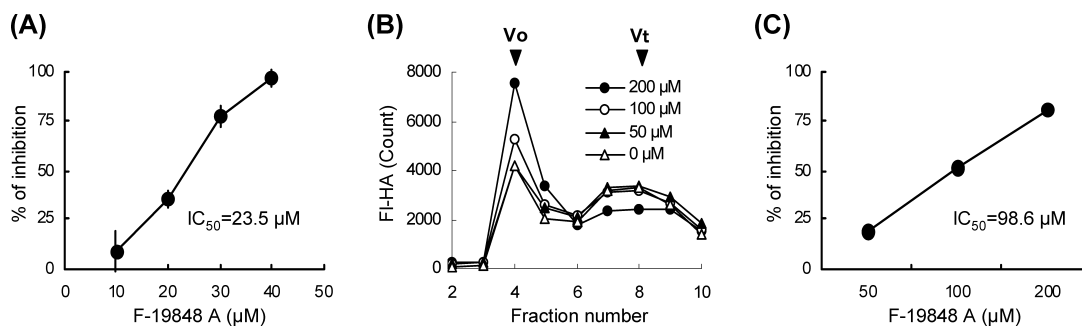 (A)
100
75
50
25
0
% of inhibition
IC50=23.5 µM
0 10 20 30 40 50
F-19848 A (µM)
(B)
Vo Vt
8000
6000
4000
2000
0
Fl-HA (Count)
200 µM
100 µM
50 µM
0 µM
2 4 6 8 10
Fraction number
(C)
100
75
50
25
0
% of inhibition
IC50=98.6 µM
50 100 200
F-19848 A (µM)